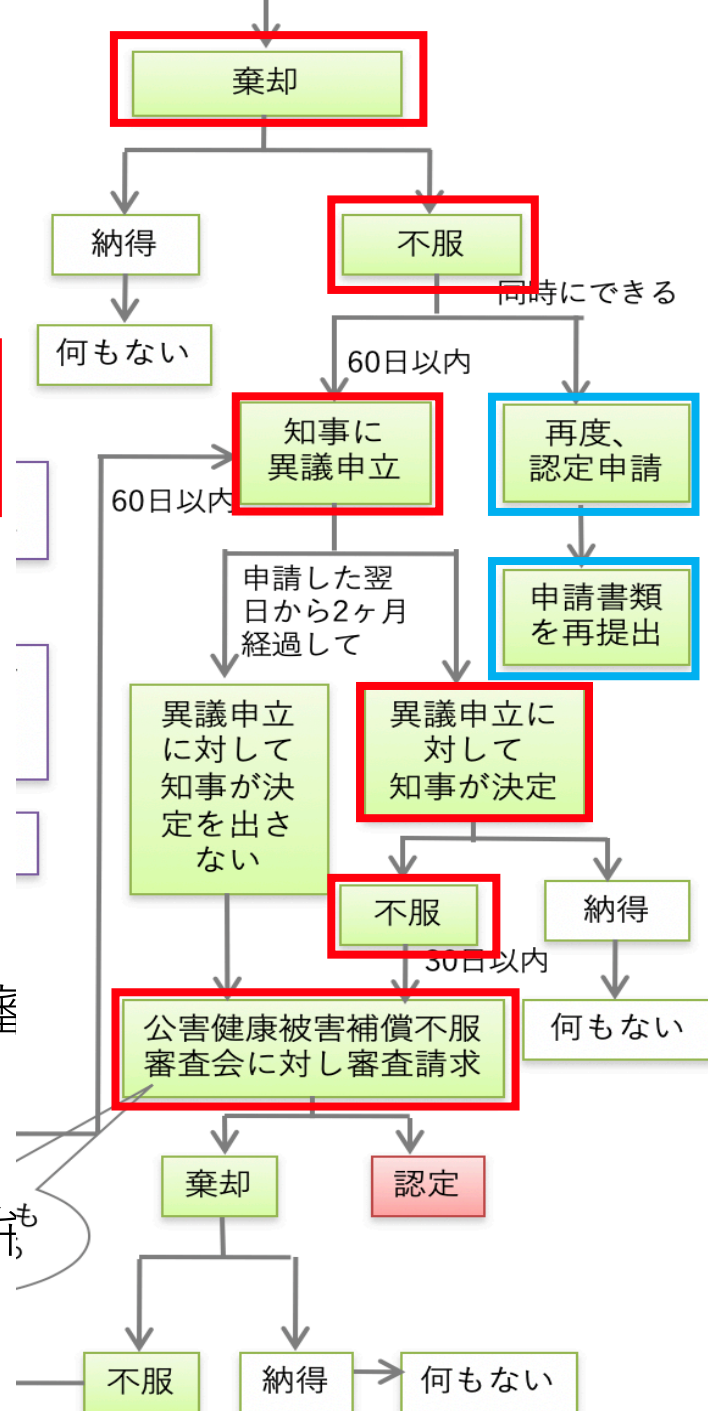 棄却
納得
不服
同時にできる
何もない
60日以内
知事に
異議申立
再度、
認定申請
60日以内
申請した翌
日から2ヶ月
経過して
申請書類
を再提出
異議申立
に対して
知事が決
定を出さ
ない
異議申立に
対して
知事が決定
不服
納得
30日以内
何もない
公害健康被害補償不服
審査会に対し審査請求
棄却
認定
も
不服
納得
何もない